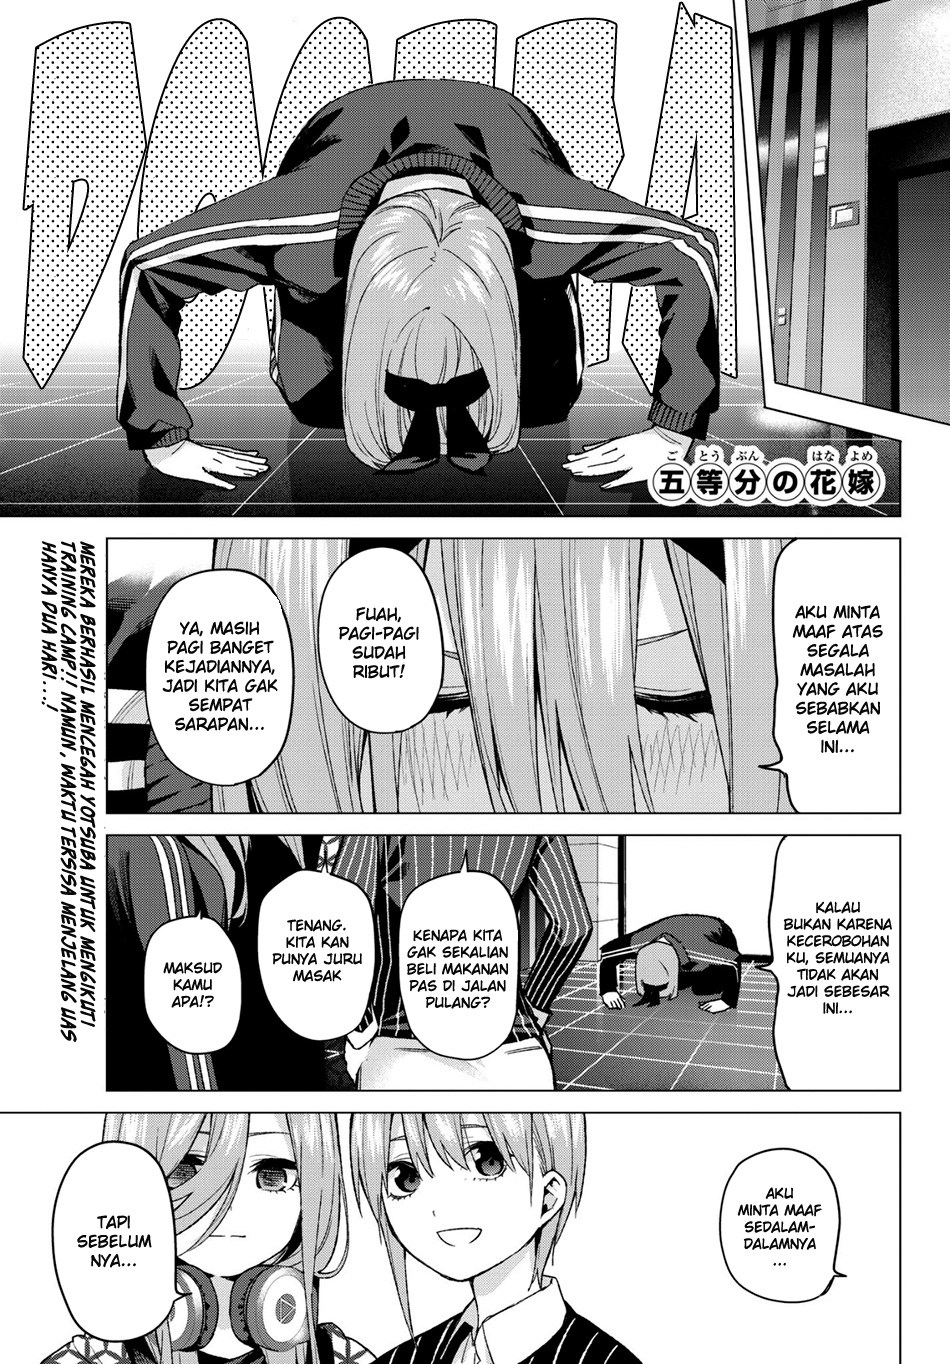 DOGEZA
ご とう ぶん はな よめ
五等分の花嫁
MEREKA BERHASIL MENCEGAH YOTSUBA UNTUK MENGIKUTI
TRAINING CAMP!! NAMUN, WAKTU TERSISA MENJELANG UAS
HANYA DUA HARI...!
AKU MINTA
MAAF ATAS
SEGALA
MASALAH
YANG AKU
SEBABKAN
SELAMA
INI...
FUAH,
PAGI-PAGI
SUDAH
RIBUT!
YA, MASIH
PAGI BANGET
KEJADIANNYA,
JADI KITA GAK
SEMPAT
SARAPAN...
KALAU
BUKAN KARENA
KECEROBOHAN
KU, SEMUANYA
TIDAK AKAN
JADI SEBESAR
INI...
KENAPA KITA
GAK SEKALIAN
BELI MAKANAN
PAS DI JALAN
PULANG?
TENANG.
KITA KAN
PUNYA JURU
MASAK
MAKSUD
KAMU
APA!?
AKU
MINTA MAAF
SEDALAM-
DALAMNYA
...
TAPI
SEBELUM
NYA...